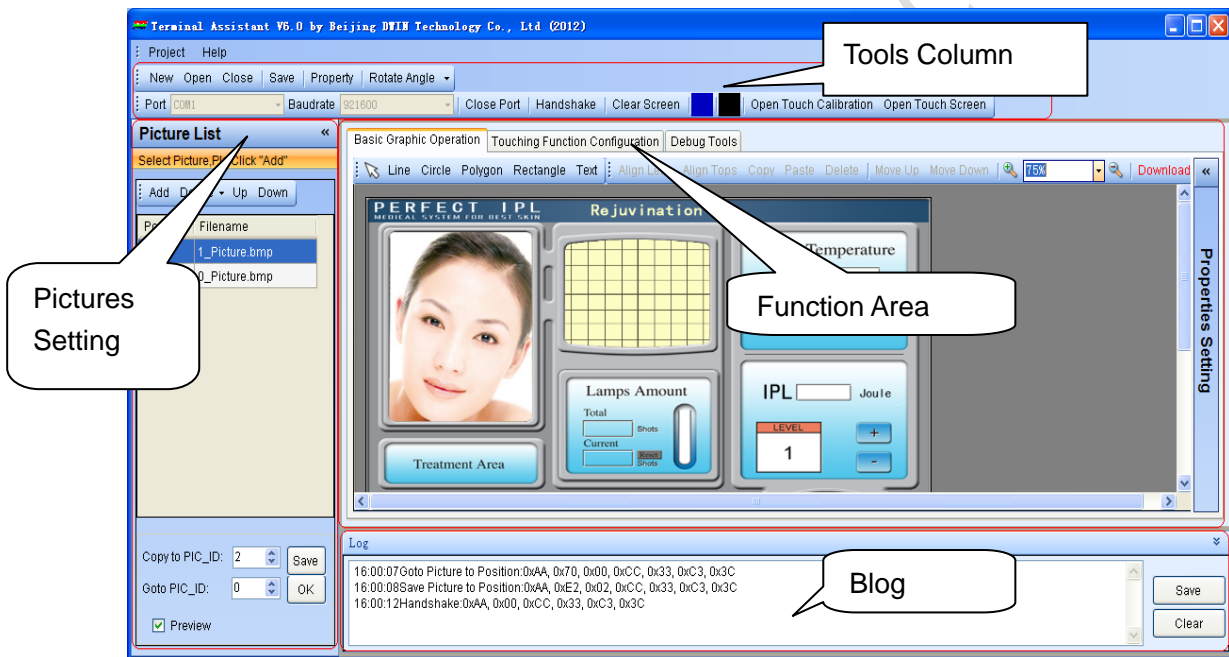 Terminal Assistant V5.0 by Beijing DWIN Technology Co., Ltd (2012)
Project Help
Tools Column
New Open Close Save Property Rotate Angle
Port COM1 Baudrate 921600 Close Port Handshake Clear Screen Open Touch Calibration Open Touch Screen
Picture List «
Basic Graphic Operation Touching Function Configuration Debug Tools
Select Picture,Pl Click "Add"
Line Circle Polygon Rectangle Text Align Tops Copy Paste Delete Move Up Move Down 75% Download «
Add Up Down
PERFECT IPL
MEDICAL SYSTEM FOR BEST SKIN
Rejuvination
Filename
1_Picture.bmp
0_Picture.bmp
Temperature
Pictures
Setting
Function Area
Properties Setting
Lamps Amount
Total
Shots
Current
Reset
Shots
IPL Joule
LEVEL
1
+
-
Treatment Area
Copy to PIC_ID: 2 Save
Goto PIC_ID: 0 OK
Preview
Log
16:00:07Goto Picture to Position:0xAA, 0x70, 0x00, 0xCC, 0x33, 0xC3, 0x3C
16:00:08Save Picture to Position:0xAA, 0xE2, 0x02, 0xCC, 0x33, 0xC3, 0x3C
16:00:12Handshake:0xAA, 0x00, 0xCC, 0x33, 0xC3, 0x3C
Blog
Save
Clear